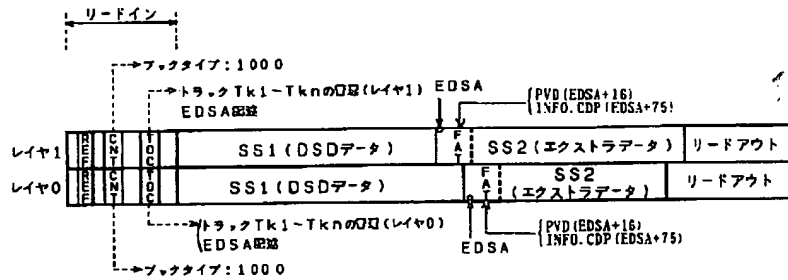 リードイン
ブックタイプ:1000
トラックTk1~Tknの記録(レイヤ1)
EDSA記録
EDSA
PVD(EDSA+16)
INFO.CDP(EDSA+75)
レイヤ1 REF CNT TOC SS1(DSDデータ) FAT SS2(エクストラデータ) リードアウト
レイヤ0 REF CNT TOC SS1(DSDデータ) FAT SS2(エクストラデータ) リードアウト
トラックTk1~Tknの記録(レイヤ0)
EDSA記録
EDSA
PVD(EDSA+16)
INFO.CDP(EDSA+75)
ブックタイプ:1000